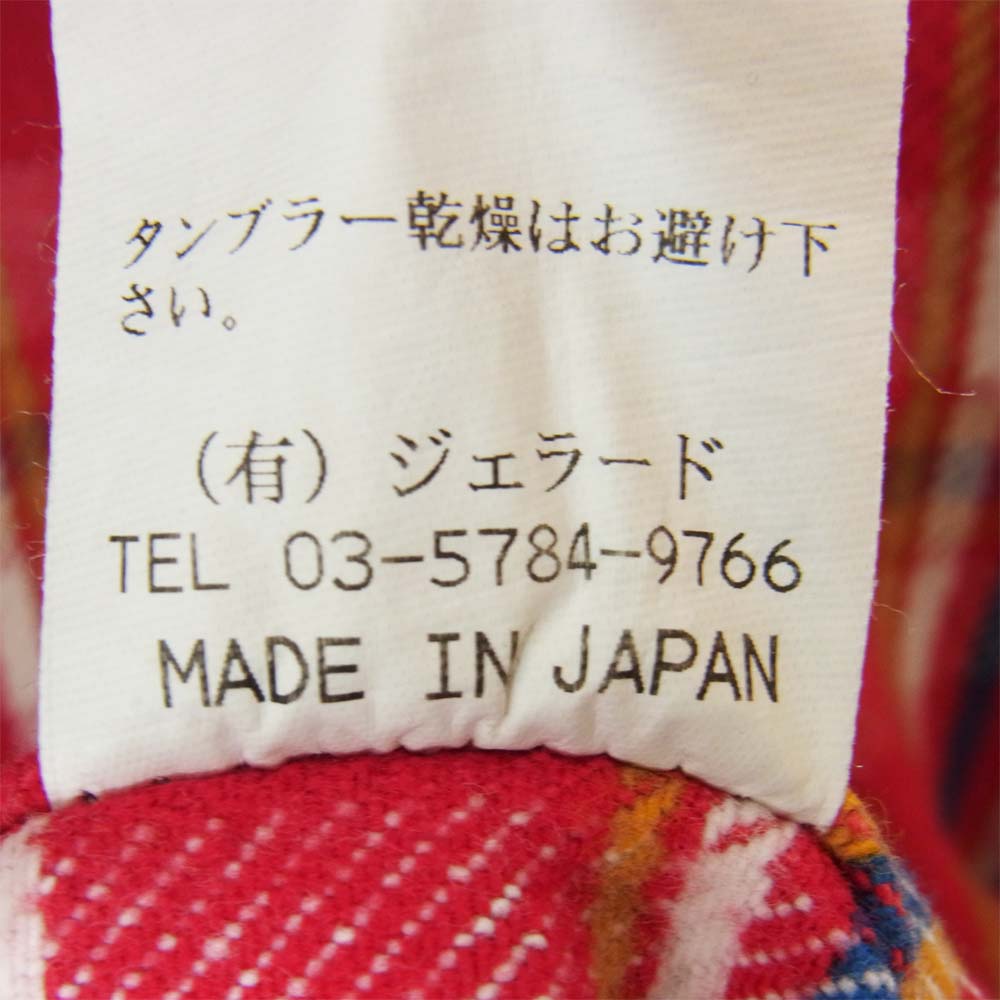 タンブラー乾燥はお避け下
さい。
(有) ジェラード
TEL 03-5784-9766
MADE IN JAPAN